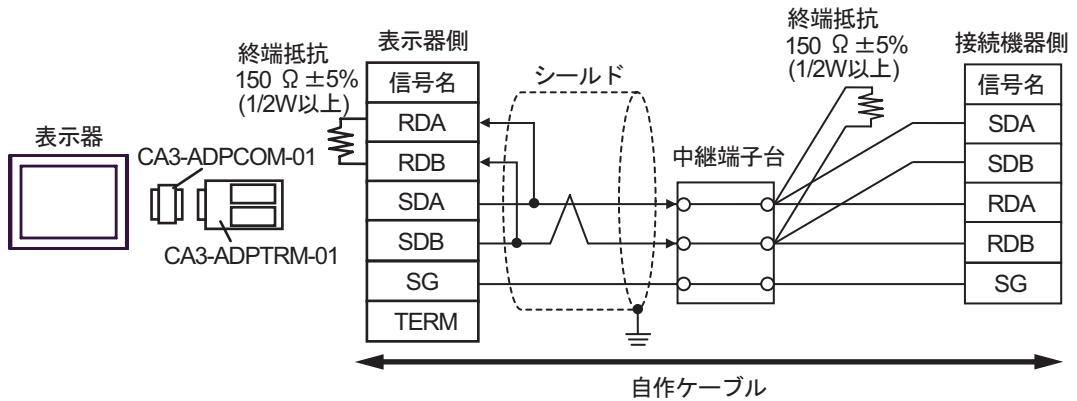 終端抵抗
150 Ω ±5%
(1/2W以上)
表示器側
信号名
RDA
RDB
SDA
SDB
SG
TERM
シールド
表示器
CA3-ADPCOM-01
CA3-ADPTRM-01
中継端子台
終端抵抗
150 Ω ±5%
(1/2W以上)
接続機器側
信号名
SDA
SDB
RDA
RDB
SG
自作ケーブル